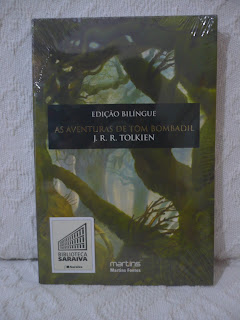 EDIÇÃO BILÍNGUE
AS AVENTURAS DE TOM BOMBADIL
J. R. R. TOLKIEN
BIBLIOTECA
SARAIVA
martins
Martins Fontes